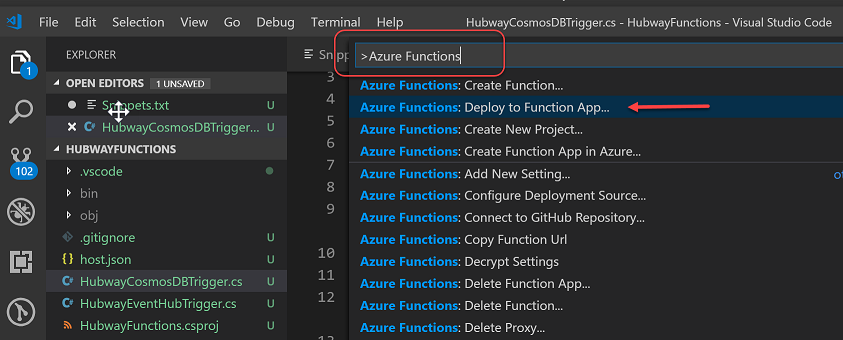 File Edit Selection View Go Debug Terminal Help HubwayCosmosDBTrigger.cs - HubwayFunctions - Visual Studio Code
EXPLORER
OPEN EDITORS 1 UNSAVED
Snippets.txt U
HubwayCosmosDBTrigger... U
HUBWAYFUNCTIONS
.vscode
bin
obj
.gitignore U
host.json U
HubwayCosmosDBTrigger.cs U
HubwayEventHubTrigger.cs U
HubwayFunctions.csproj U
1
102
Snipp
>Azure Functions
3
4
5
6
7
8
9
10
11
12
13
Azure Functions: Create Function...
Azure Functions: Deploy to Function App...
Azure Functions: Create New Project...
Azure Functions: Create Function App in Azure...
Azure Functions: Add New Setting... ot
Azure Functions: Configure Deployment Source...
Azure Functions: Connect to GitHub Repository...
Azure Functions: Copy Function Url
Azure Functions: Decrypt Settings
Azure Functions: Delete Function App...
Azure Functions: Delete Function...
Azure Functions: Delete Proxy...